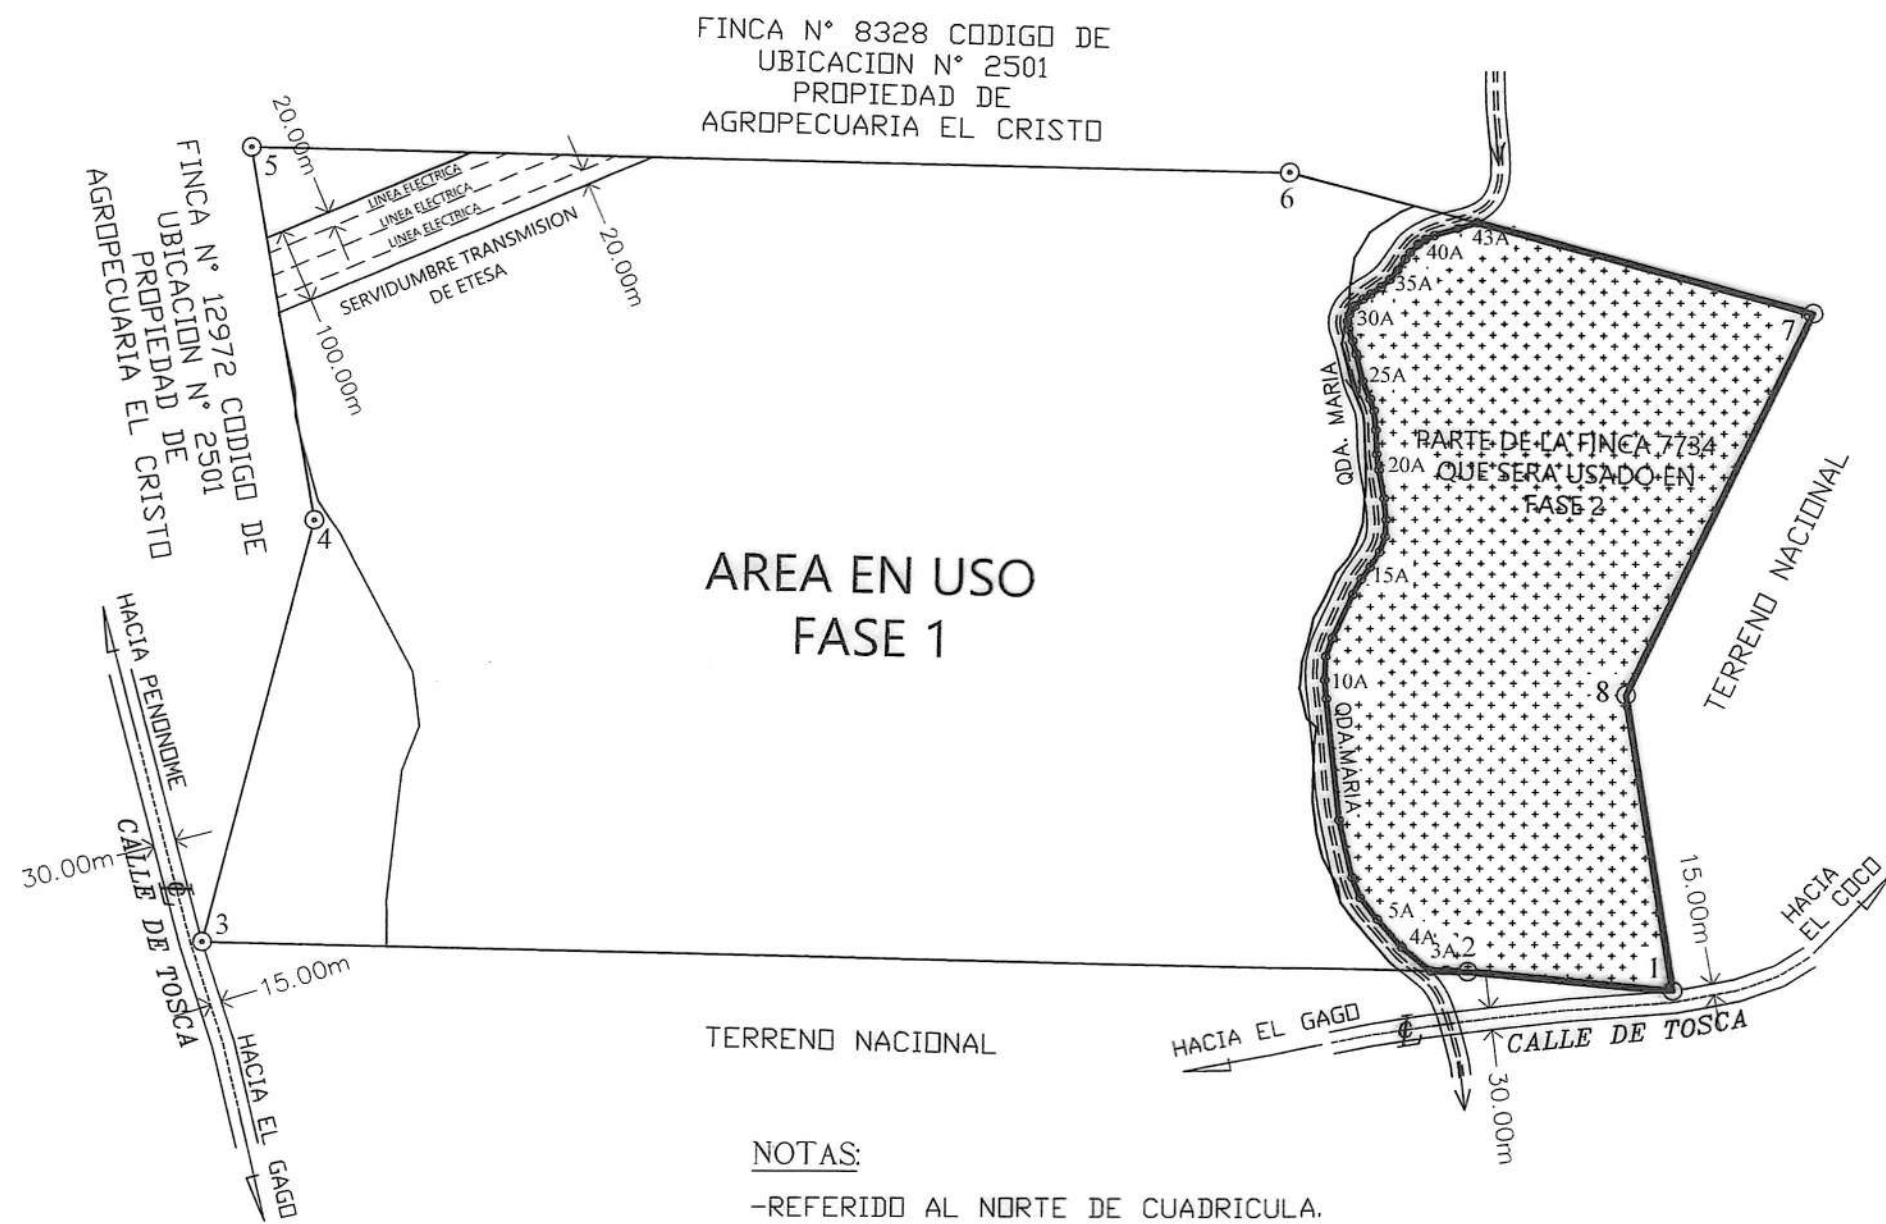 FINCA N° 8328 CODIGO DE
UBICACION N° 2501
PROPIEDAD DE
AGROPECUARIA EL CRISTO
20.00m
5
6
FINCA N° 12972 CODIGO DE
UBICACION N° 2501
PROPIEDAD DE
AGROPECUARIA EL CRISTO
LINEA ELECTRICA
LINEA ELECTRICA
LINEA ELECTRICA
SERVIDUMBRE TRANSMISION
DE ETESA
20.00m
100.00m
43A
40A
35A
30A
25A
20A
15A
10A
5A
4A
3A
2
1
7
8
QDA. MARIA
QDA.MARIA
PARTE DE LA FINCA 7734
QUE SERA USADO EN
FASE 2
TERRENO NACIONAL
4
AREA EN USO
FASE 1
HACIA PENONOME
30.00m
CALLE DE TOSCA
℄
3
15.00m
HACIA EL GAGO
TERRENO NACIONAL
15.00m
HACIA
EL COCO
HACIA EL GAGO
℄
CALLE DE TOSCA
30.00m
NOTAS:
-REFERIDO AL NORTE DE CUADRICULA.